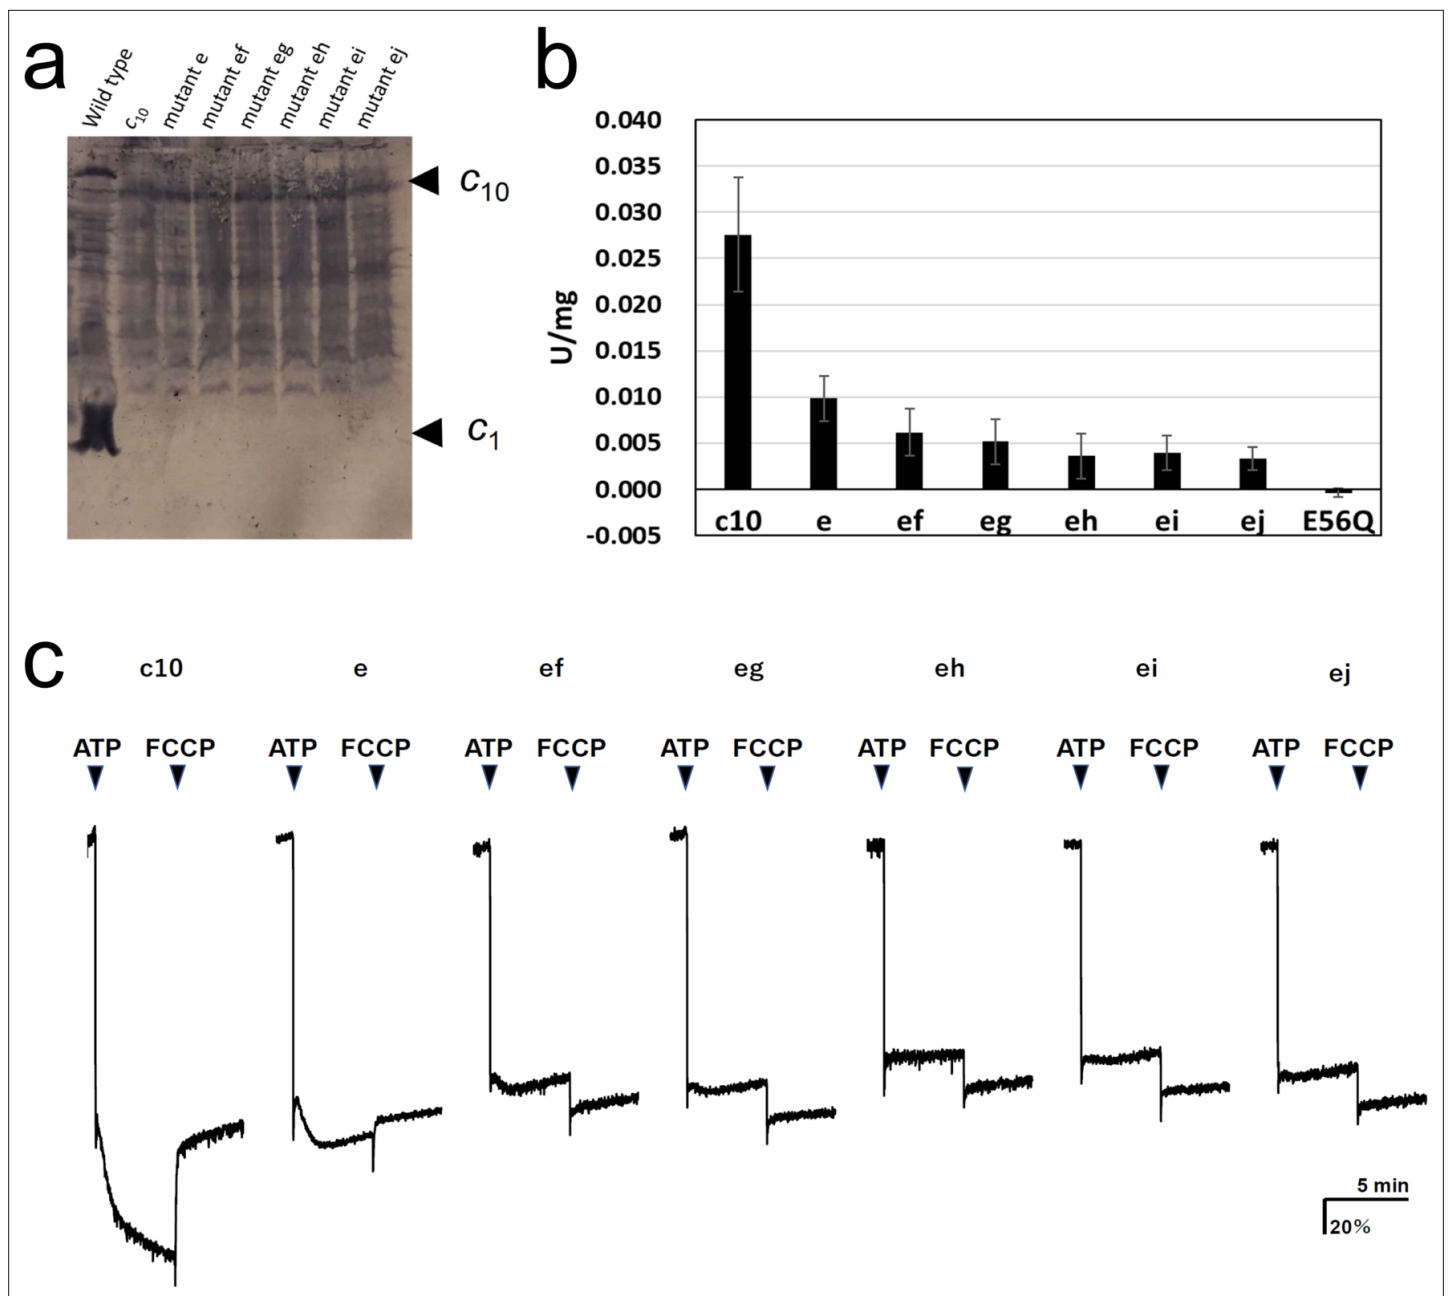 a
Wild type
c10
mutant e
mutant ef
mutant eg
mutant eh
mutant ei
mutant ej
c10
c1
b
U/mg
0.040
0.035
0.030
0.025
0.020
0.015
0.010
0.005
0.000
-0.005
c10 e ef eg eh ei ej E56Q
c
c10 e ef eg eh ei ej
ATP FCCP ATP FCCP ATP FCCP ATP FCCP ATP FCCP ATP FCCP ATP FCCP
5 min
20%